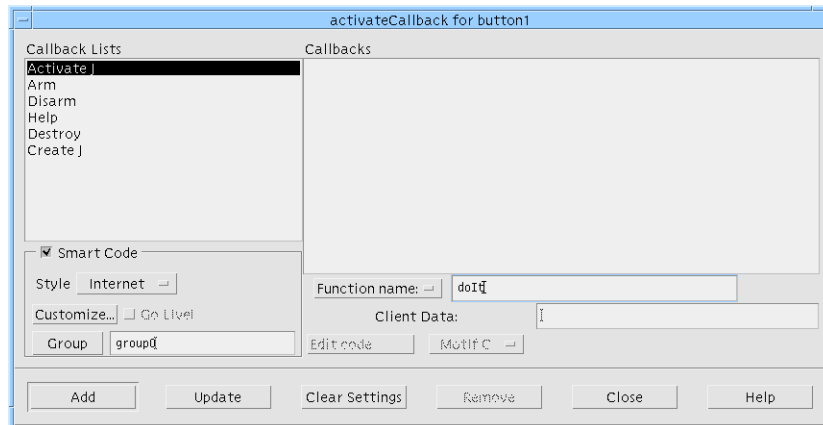 activateCallback for button1
Callback Lists
Callbacks
Activate J
Arm
Disarm
Help
Destroy
Create J
Smart Code
Style Internet
Function name: doIt
Customize... Go Live!
Client Data:
Group group0
Edit code Motif C
Add Update Clear Settings Remove Close Help